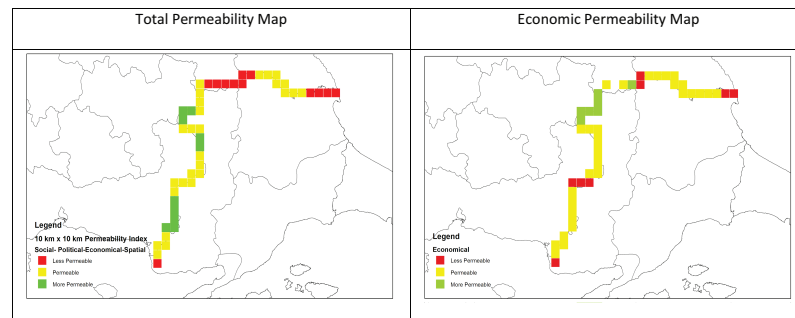 Total Permeability Map
Economic Permeability Map
Legend
10 km x 10 km Permeability Index
Social- Political-Economical-Spatial
Less Permeable
Permeable
More Permeable
Legend
Economical
Less Permeable
Permeable
More Permeable